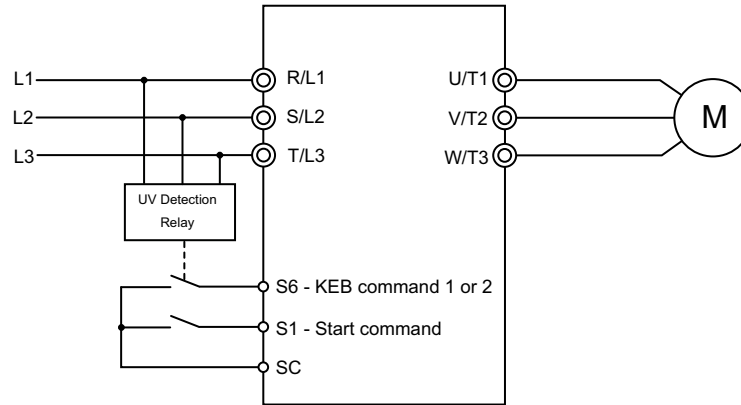 L1
R/L1
U/T1
L2
S/L2
V/T2
M
L3
T/L3
W/T3
UV Detection
Relay
S6 - KEB command 1 or 2
S1 - Start command
SC